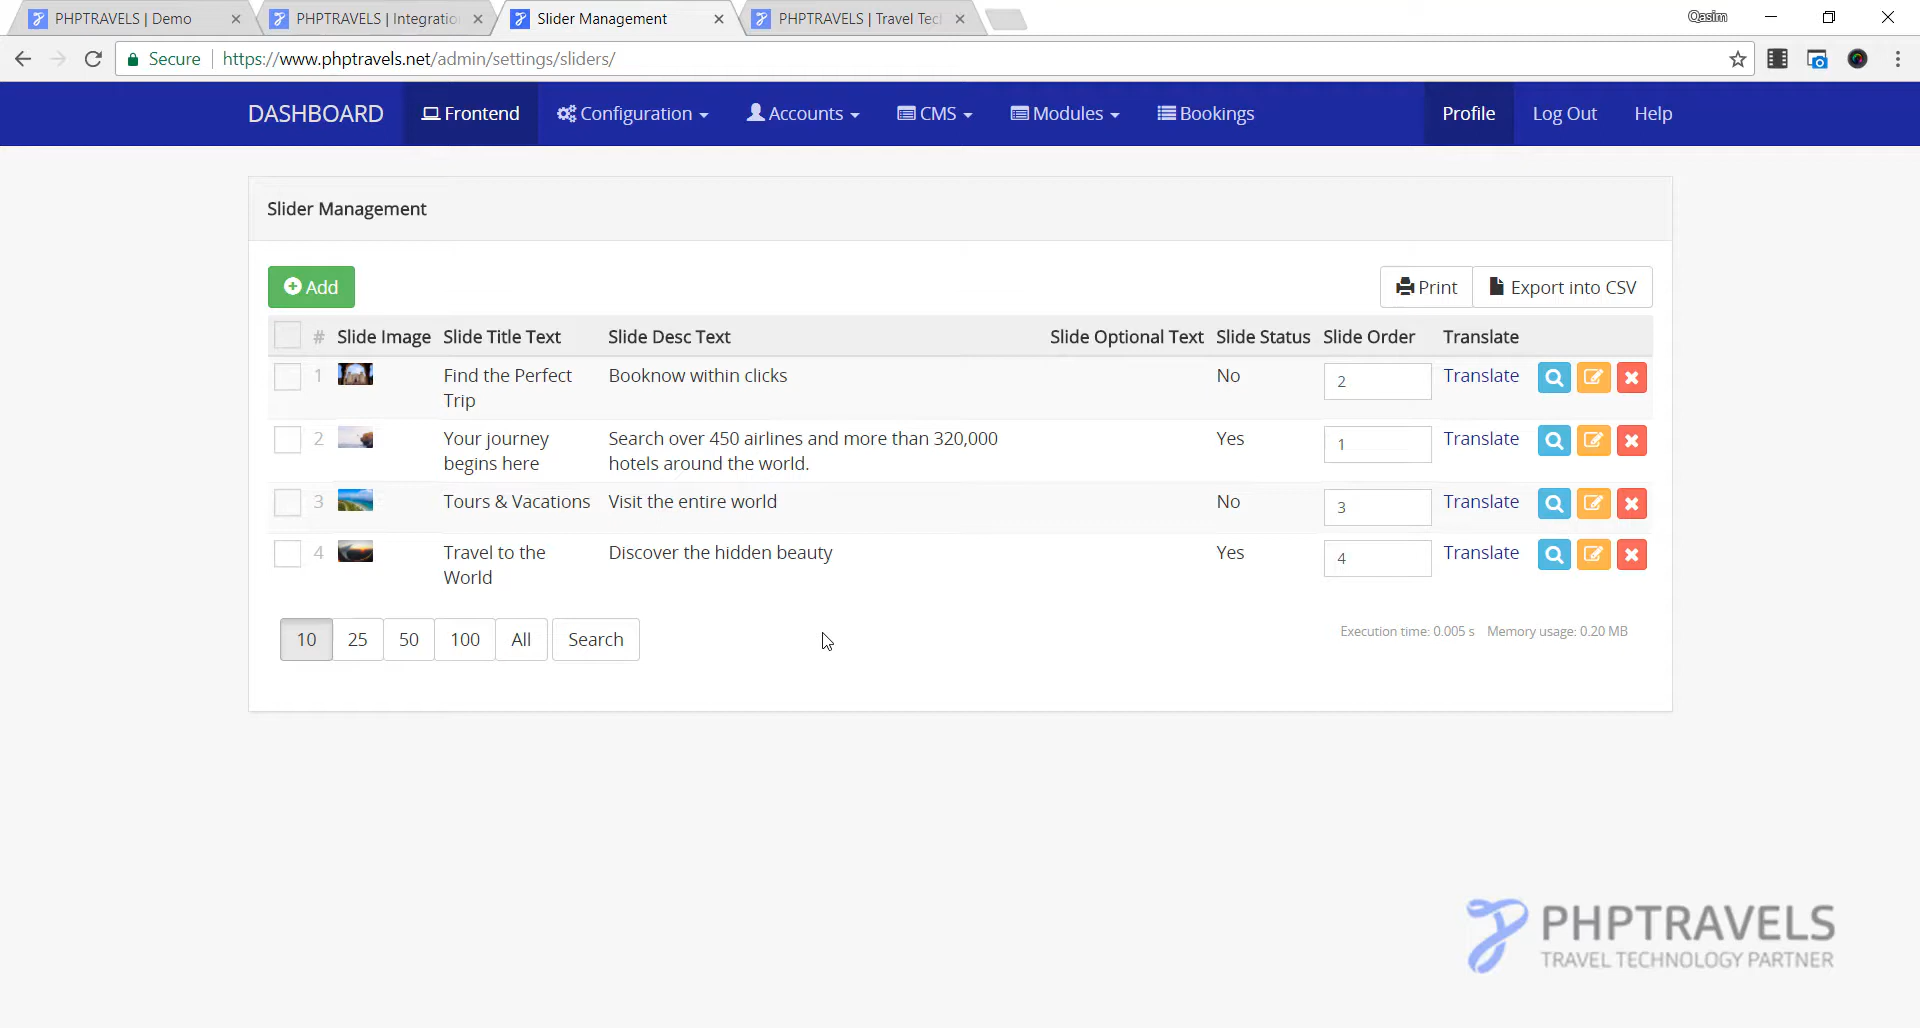 PHPTRAVELS | Demo
PHPTRAVELS | Integratio
Slider Management
PHPTRAVELS | Travel Tec
Qasim
Secure
https://www.phptravels.net/admin/settings/sliders/
DASHBOARD
Frontend
Configuration
Accounts
CMS
Modules
Bookings
Profile
Log Out
Help
Slider Management
Add
Print
Export into CSV
# Slide Image Slide Title Text Slide Desc Text Slide Optional Text Slide Status Slide Order Translate
1 Find the Perfect Booknow within clicks No 2 Translate
Trip
2 Your journey Search over 450 airlines and more than 320,000 Yes 1 Translate
begins here hotels around the world.
3 Tours & Vacations Visit the entire world No 3 Translate
4 Travel to the Discover the hidden beauty Yes 4 Translate
World
10 25 50 100 All Search
Execution time: 0.005 s Memory usage: 0.20 MB
PHPTRAVELS
TRAVEL TECHNOLOGY PARTNER